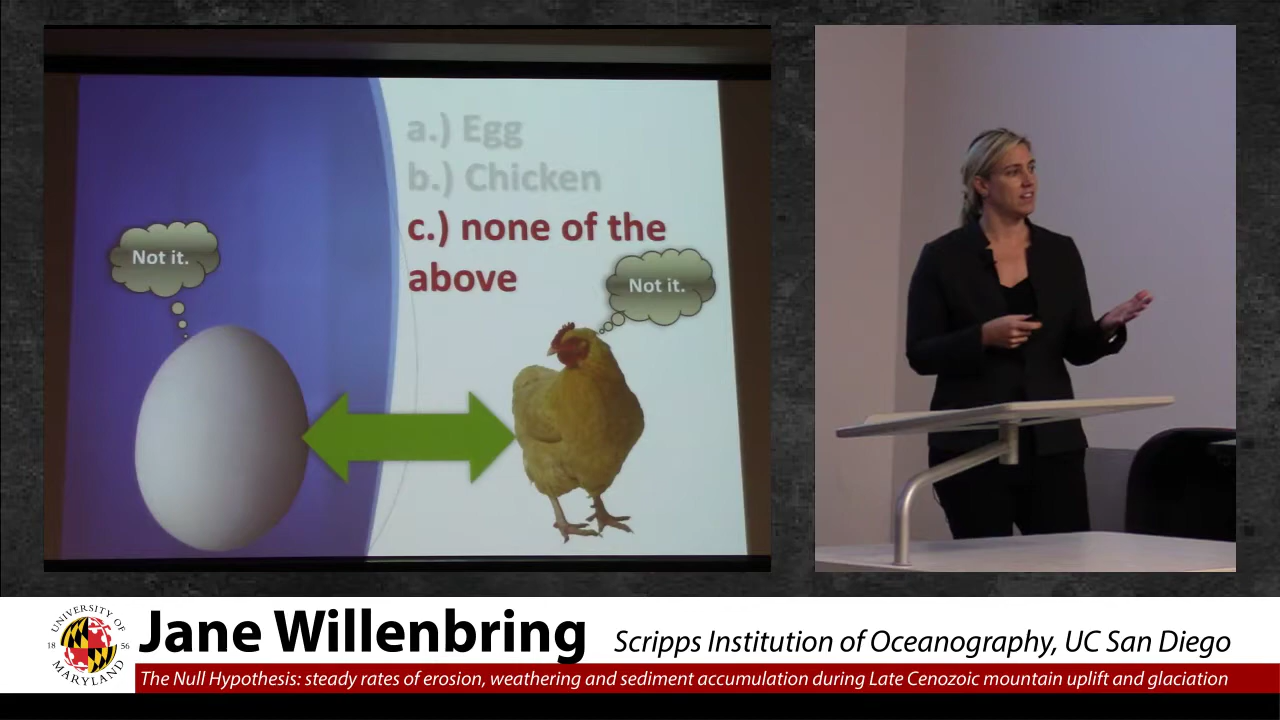 a.) Egg
b.) Chicken
c.) none of the
above
Not it.
Not it.
UNIVERSITY OF
18 56
MARYLAND
Jane Willenbring
Scripps Institution of Oceanography, UC San Diego
The Null Hypothesis: steady rates of erosion, weathering and sediment accumulation during Late Cenozoic mountain uplift and glaciation